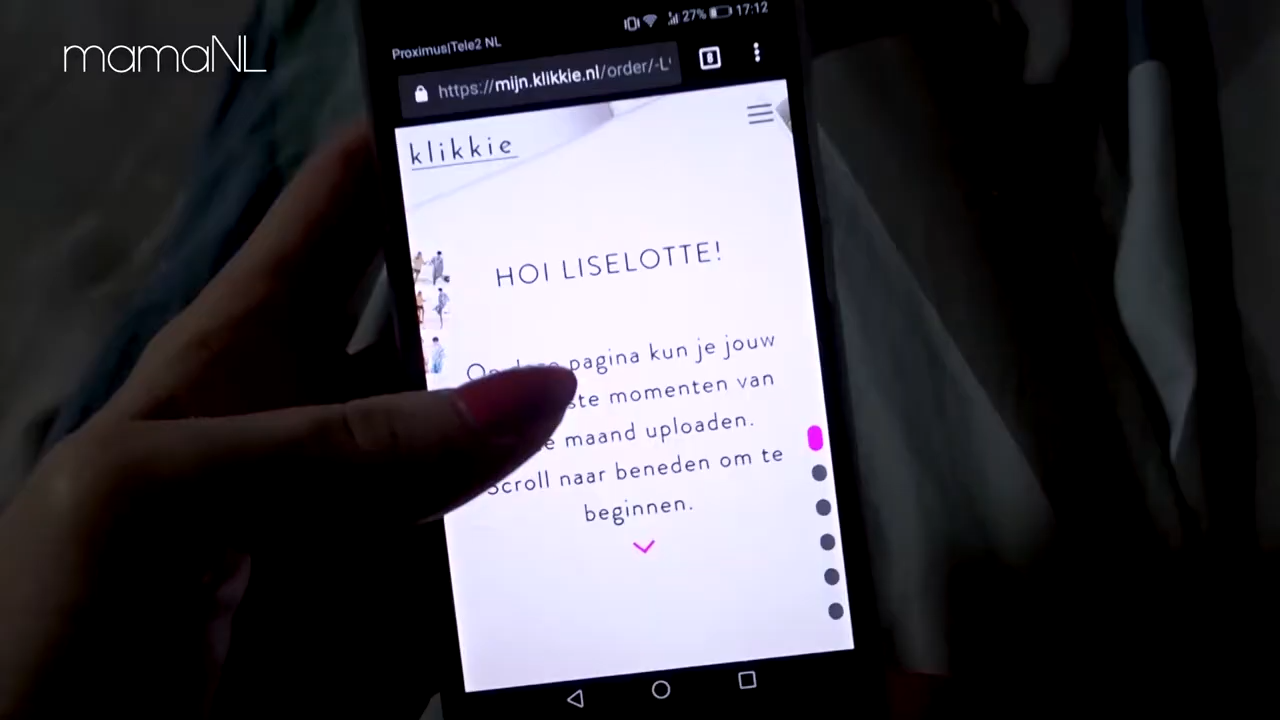 mamaNL
Proximus|Tele2 NL
27% 17:12
https://mijn.klikkie.nl/order/-L
8
klikkie
HOI LISELOTTE!
pagina kun je jouw
momenten van
maand uploaden.
Scroll naar beneden om te
beginnen.